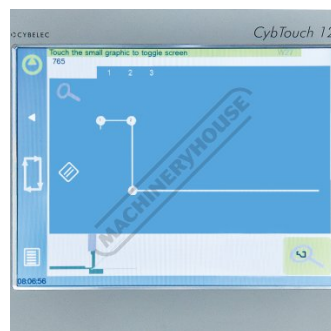 CYBELEC
CybTouch 12
Touch the small graphic to toggle screen
765
1 2 3
MACHINERYHOUSE
08:06:56